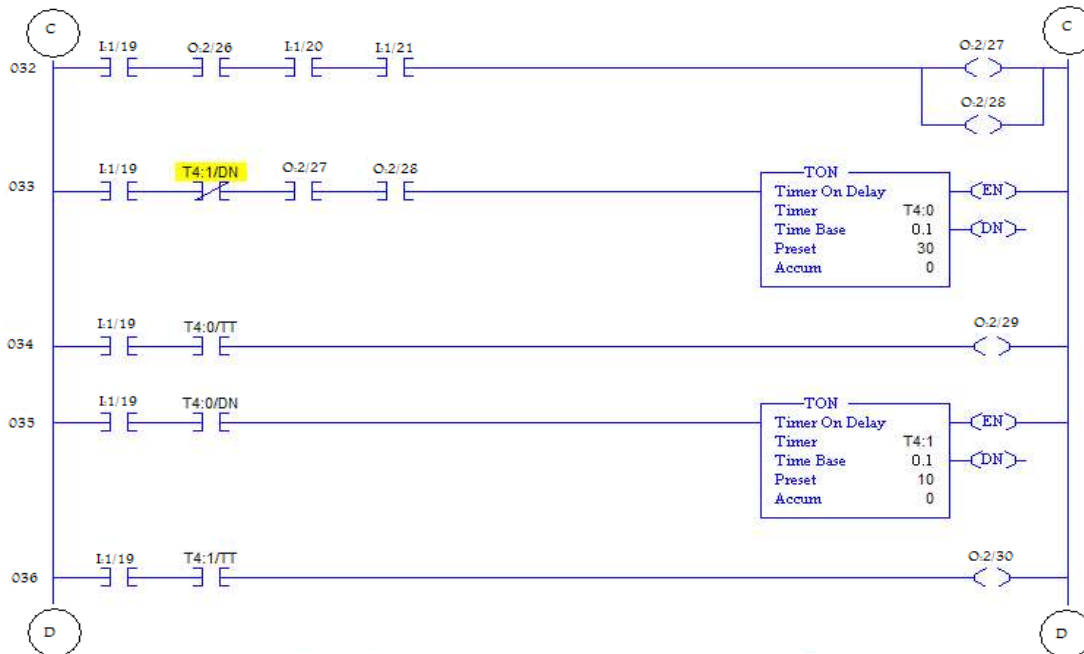 C C
I:1/19 O:2/26 I:1/20 I:1/21 O:2/27
032
O:2/28
I:1/19 T4:1/DN O:2/27 O:2/28
033
TON
Timer On Delay EN
Timer T4:0
Time Base 0.1 DN
Preset 30
Accum 0
I:1/19 T4:0/TT O:2/29
034
I:1/19 T4:0/DN
035
TON
Timer On Delay EN
Timer T4:1
Time Base 0.1 DN
Preset 10
Accum 0
I:1/19 T4:1/TT O:2/30
036
D D